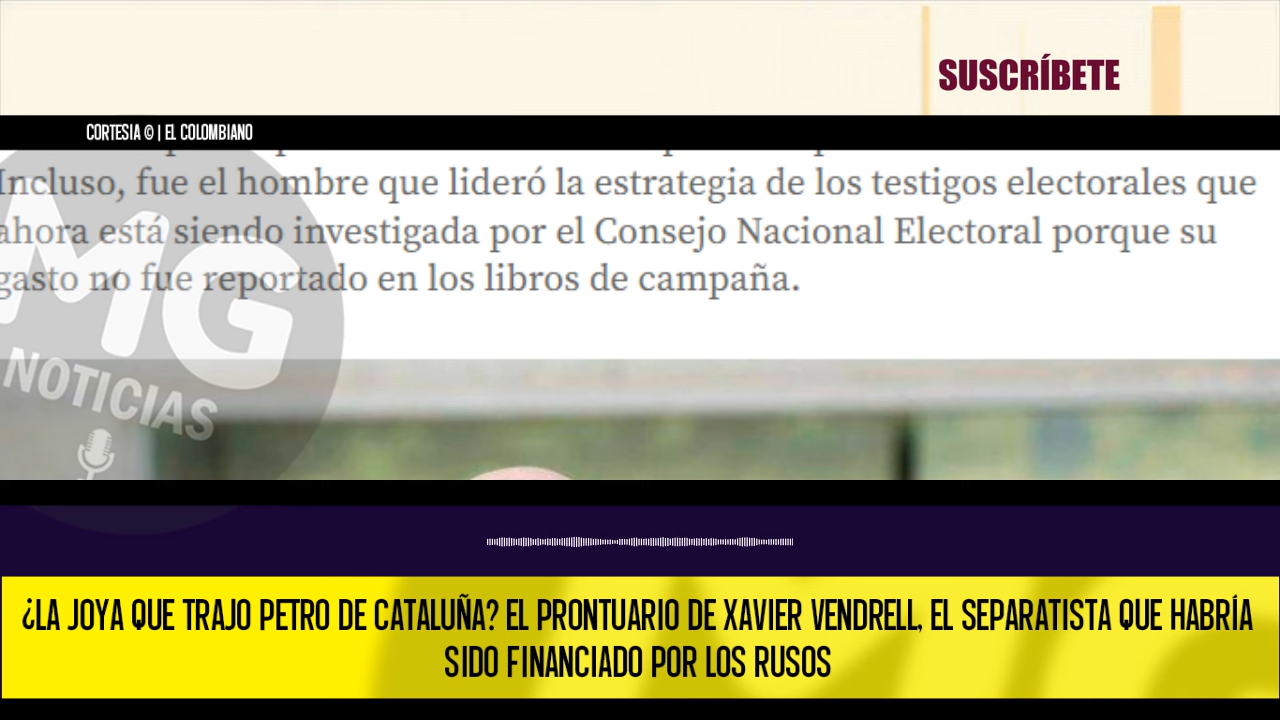 SUSCRÍBETE
CORTESIA © | EL COLOMBIANO
Incluso, fue el hombre que lideró la estrategia de los testigos electorales que
ahora está siendo investigada por el Consejo Nacional Electoral porque su
gasto no fue reportado en los libros de campaña.
MG
NOTICIAS
¿LA JOYA QUE TRAJO PETRO DE CATALUÑA? EL PRONTUARIO DE XAVIER VENDRELL, EL SEPARATISTA QUE HABRÍA
SIDO FINANCIADO POR LOS RUSOS